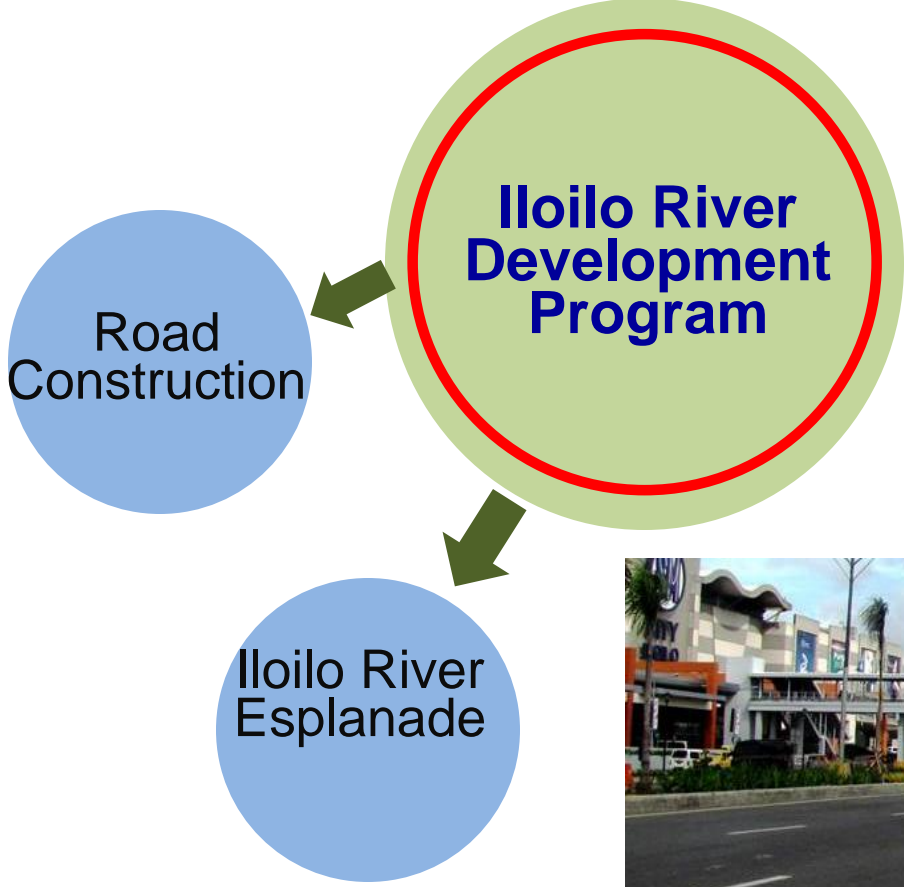 Iloilo River
Development
Program
Road
Construction
Iloilo River
Esplanade